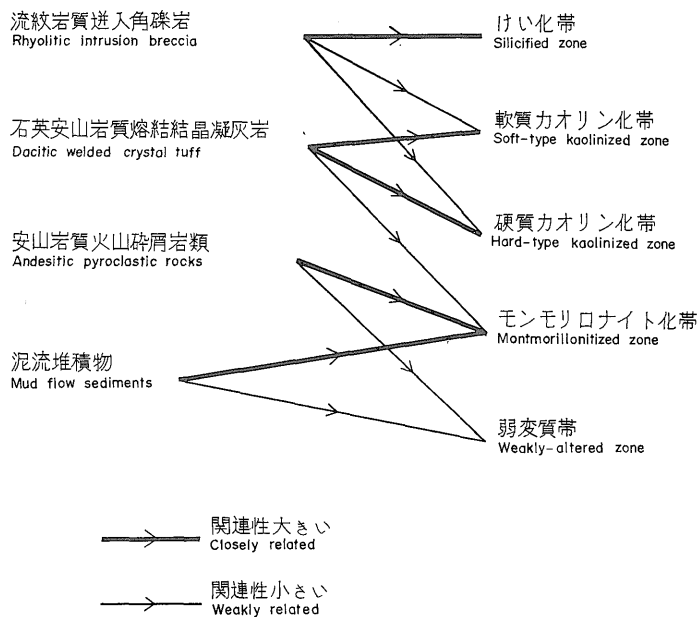 流紋岩質迸入角礫岩
Rhyolitic intrusion breccia
けい化帯
Silicified zone
石英安山岩質熔結結晶凝灰岩
Dacitic welded crystal tuff
軟質カオリン化帯
Soft-type kaolinized zone
安山岩質火山砕屑岩類
Andesitic pyroclastic rocks
硬質カオリン化帯
Hard-type kaolinized zone
泥流堆積物
Mud flow sediments
モンモリロナイト化帯
Montmorillonitized zone
弱変質帯
Weakly-altered zone
関連性大きい
Closely related
関連性小さい
Weakly related